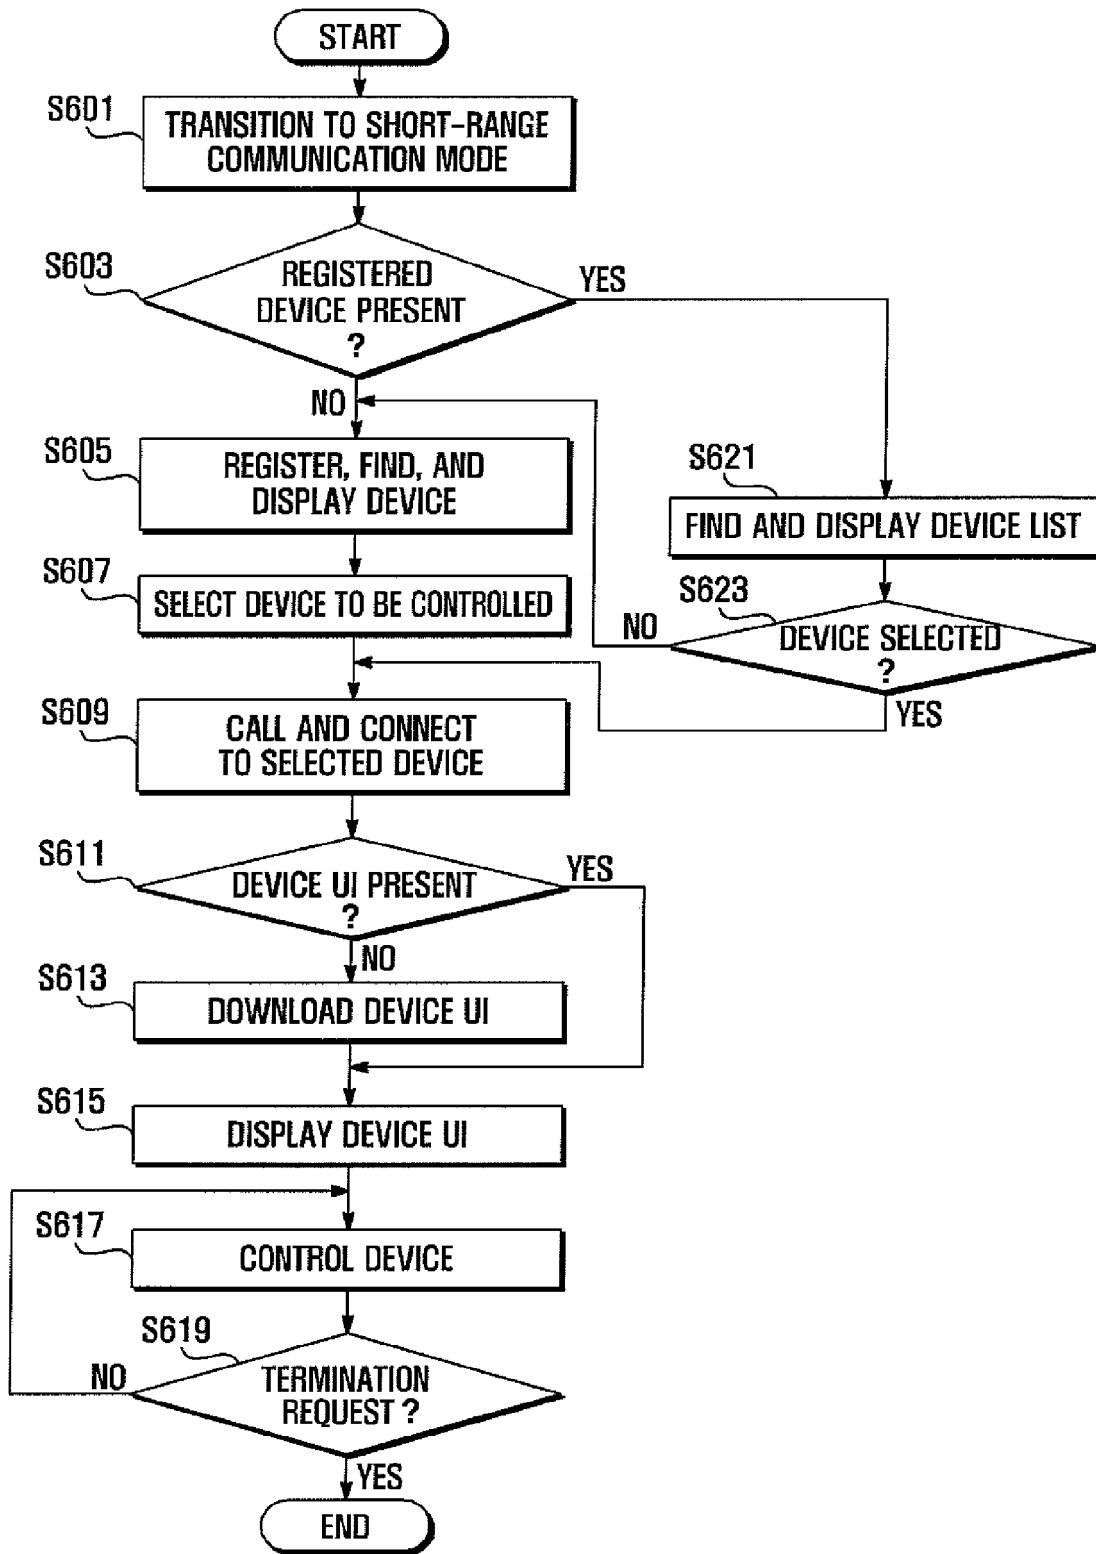 START
S601
TRANSITION TO SHORT-RANGE
COMMUNICATION MODE
S603
REGISTERED
DEVICE PRESENT
?
YES
NO
S605
REGISTER, FIND, AND
DISPLAY DEVICE
S621
FIND AND DISPLAY DEVICE LIST
S607
SELECT DEVICE TO BE CONTROLLED
S623
DEVICE SELECTED
?
NO
YES
S609
CALL AND CONNECT
TO SELECTED DEVICE
S611
DEVICE UI PRESENT
?
YES
NO
S613
DOWNLOAD DEVICE UI
S615
DISPLAY DEVICE UI
S617
CONTROL DEVICE
S619
TERMINATION
REQUEST ?
NO
YES
END